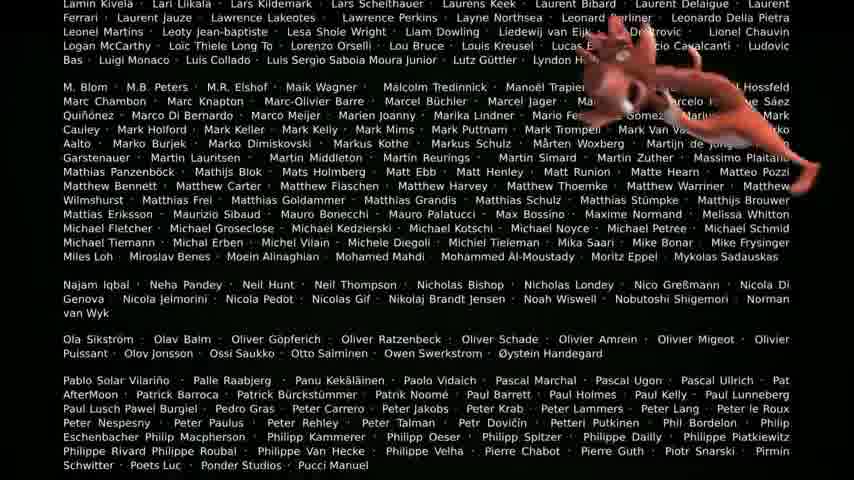 Lamin Kivelä · Lari Liikala · Lars Kildemark · Lars Scheithauer · Laurens Keek · Laurent Bibard · Laurent Delaigue · Laurent
Ferrari · Laurent Jauze · Lawrence Lakeotes · Lawrence Perkins · Layne Northsea · Leonard Berliner · Leonardo Della Pietra
Leonel Martins · Leoty Jean-baptiste · Lesa Shole Wright · Liam Dowling · Liedewij van Eijk · Lionel Chauvin
Logan McCarthy · Loïc Thiele Long To · Lorenzo Orselli · Lou Bruce · Louis Kreusel · Lucas Cavalcanti · Ludovic
Bas · Luigi Monaco · Luis Collado · Luis Sergio Saboia Moura Junior · Lutz Güttler · Lyndon
M. Blom · M.B. Peters · M.R. Elshof · Maik Wagner · Malcolm Tredinnick · Manoël Trapier Hossfeld
Marc Chambon · Marc Knapton · Marc-Olivier Barre · Marcel Büchler · Marcel Jager · Sáez
Quiñónez · Marco Di Bernardo · Marco Meijer · Marien Joanny · Marika Lindner · Mario Gomez Mark
Cauley · Mark Holford · Mark Keller · Mark Kelly · Mark Mims · Mark Puttnam · Mark Trompell · Mark Van
Aalto · Marko Burjek · Marko Dimiskovski · Markus Kothe · Markus Schulz · Mårten Woxberg · Martijn de
Garstenauer · Martin Lauritsen · Martin Middleton · Martin Reurings · Martin Simard · Martin Zuther · Massimo Plaitano
Mathias Panzenböck · Mathijs Blok · Mats Holmberg · Matt Ebb · Matt Henley · Matt Runion · Matte Hearn · Matteo Pozzi
Matthew Bennett · Matthew Carter · Matthew Flaschen · Matthew Harvey · Matthew Thoemke · Matthew Warriner · Matthew
Wilmshurst · Matthias Frei · Matthias Goldammer · Matthias Grandis · Matthias Schulz · Matthias Stümpke · Matthijs Brouwer
Mattias Eriksson · Maurizio Sibaud · Mauro Bonecchi · Mauro Palatucci · Max Bossino · Maxime Normand · Melissa Whitton
Michael Fletcher · Michael Groseclose · Michael Kedzierski · Michael Kotschi · Michael Noyce · Michael Petree · Michael Schmid
Michael Tiemann · Michal Erben · Michel Vilain · Michele Diegoli · Michiel Tieleman · Mika Saari · Mike Bonar · Mike Frysinger
Miles Loh · Miroslav Benes · Moein Alinaghian · Mohamed Mahdi · Mohammed Al-Moustady · Moritz Eppel · Mykolas Sadauskas
Najam Iqbal · Neha Pandey · Neil Hunt · Neil Thompson · Nicholas Bishop · Nicholas Londey · Nico Greßmann · Nicola Di
Genova · Nicola Jelmorini · Nicola Pedot · Nicolas Gif · Nikolaj Brandt Jensen · Noah Wiswell · Nobutoshi Shigemori · Norman
van Wyk
Ola Sikström · Olav Balm · Oliver Göpferich · Oliver Ratzenbeck · Oliver Schade · Olivier Amrein · Olivier Migeot · Olivier
Puissant · Olov Jonsson · Ossi Saukko · Otto Salminen · Owen Swerkstrom · Øystein Handegard
Pablo Solar Vilariño · Palle Raabjerg · Panu Kekäläinen · Paolo Vidaich · Pascal Marchal · Pascal Ugon · Pascal Ullrich · Pat
AfterMoon · Patrick Barroca · Patrick Bürckstümmer · Patrik Noomé · Paul Barrett · Paul Holmes · Paul Kelly · Paul Lunneberg
Paul Lusch Pawel Burgiel · Pedro Gras · Peter Carrero · Peter Jakobs · Peter Krab · Peter Lammers · Peter Lang · Peter le Roux
Peter Nespesny · Peter Paulus · Peter Rehley · Peter Talman · Petr Dovičín · Petteri Putkinen · Phil Bordelon · Philip
Eschenbacher Philip Macpherson · Philipp Kammerer · Philipp Oeser · Philipp Spitzer · Philippe Dailly · Philippe Piatkiewitz
Philippe Rivard Philippe Roubal · Philippe Van Hecke · Philippe Velha · Pierre Chabot · Pierre Guth · Piotr Snarski · Pirmin
Schwitter · Poets Luc · Ponder Studios · Pucci Manuel